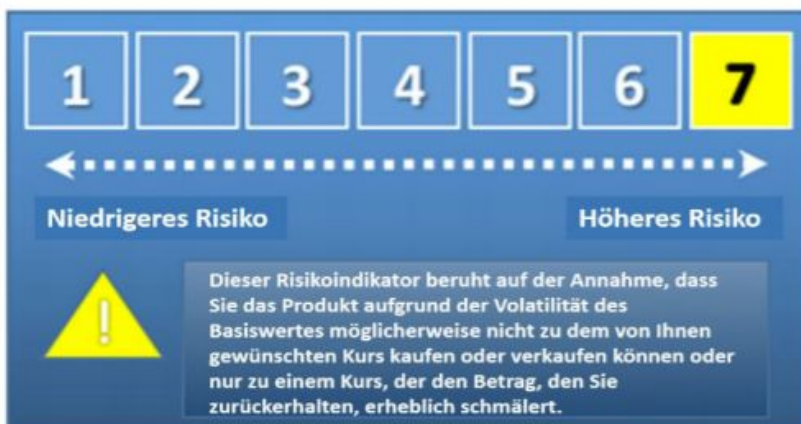 1 2 3 4 5 6 7
Niedrigeres Risiko Höheres Risiko
!
Dieser Risikoindikator beruht auf der Annahme, dass
Sie das Produkt aufgrund der Volatilität des
Basiswertes möglicherweise nicht zu dem von Ihnen
gewünschten Kurs kaufen oder verkaufen können oder
nur zu einem Kurs, der den Betrag, den Sie
zurückerhalten, erheblich schmälert.